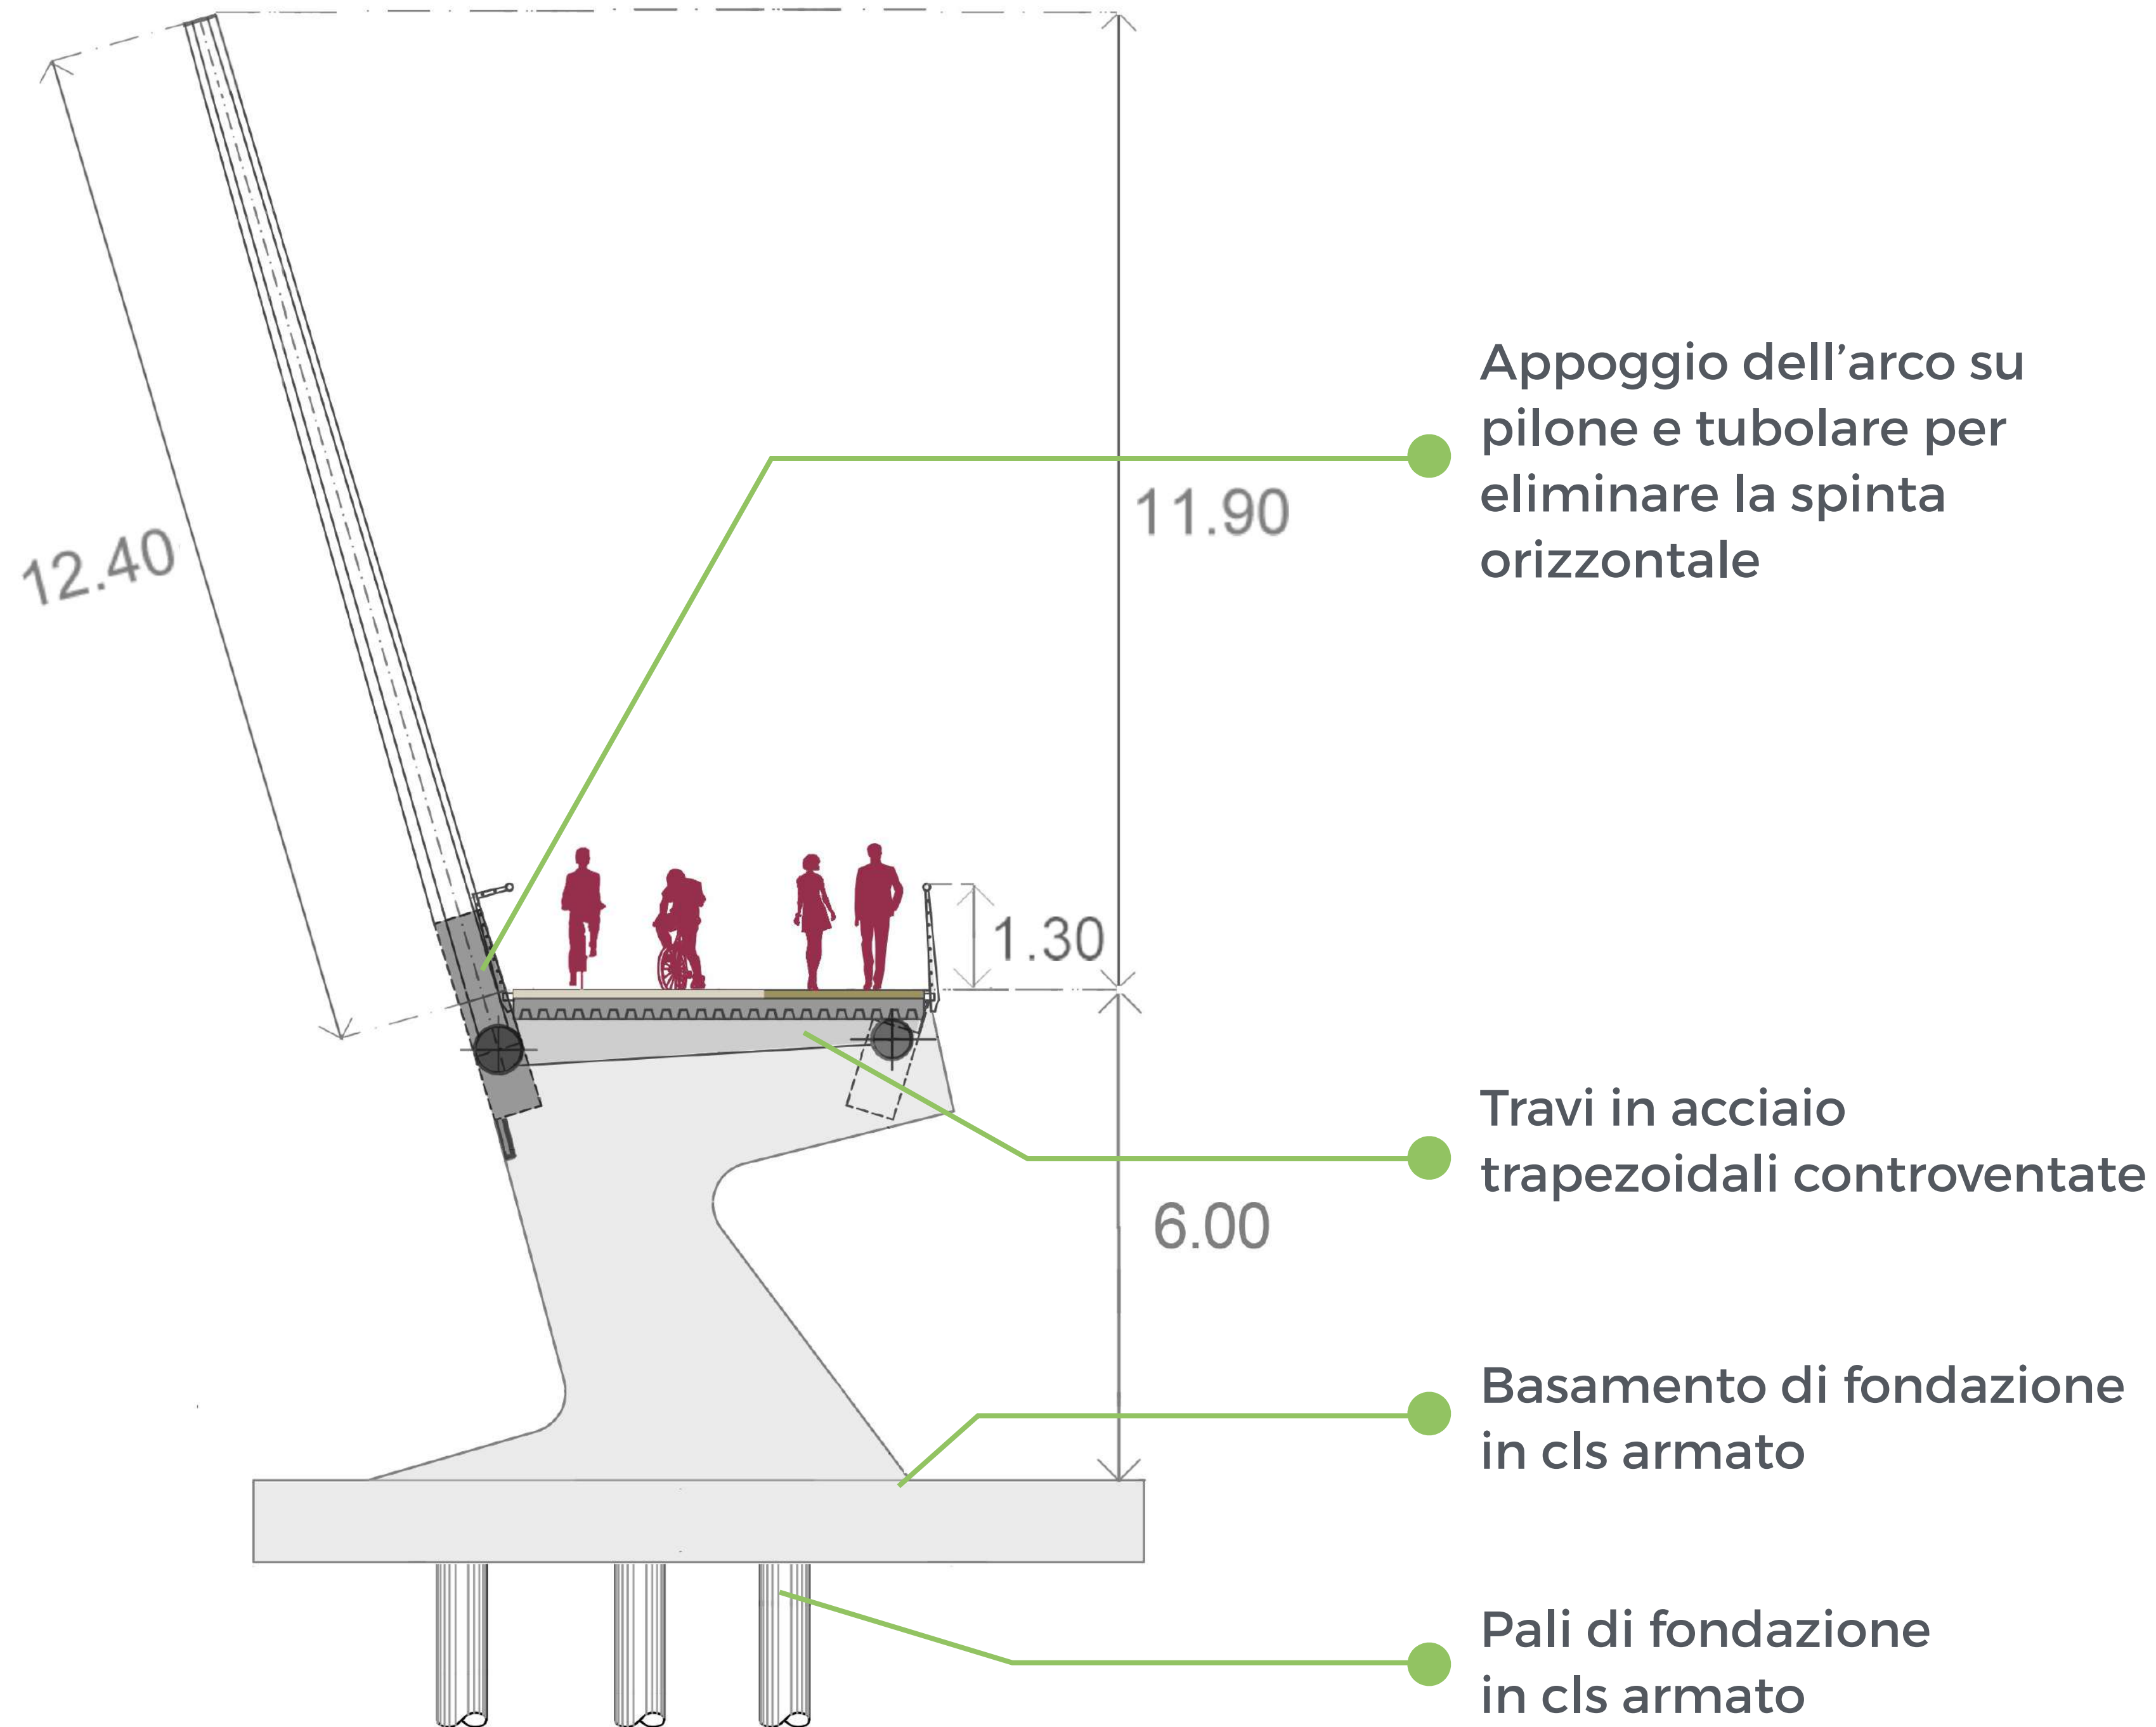 12.40
11.90
Appoggio dell’arco su
pilone e tubolare per
eliminare la spinta
orizzontale
1.30
Travi in acciaio
trapezoidali controventate
6.00
Basamento di fondazione
in cls armato
Pali di fondazione
in cls armato